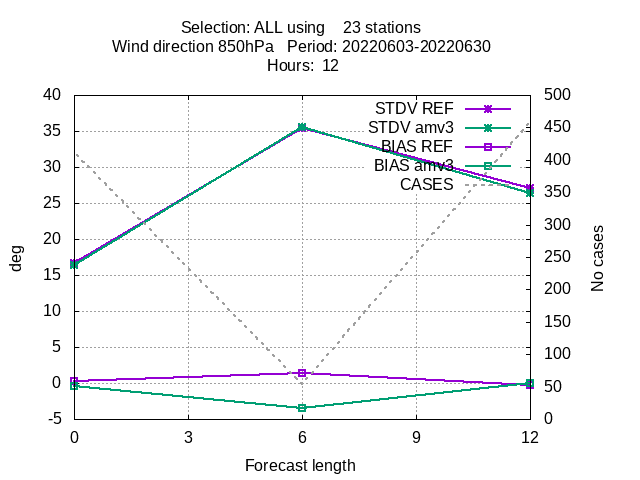 Selection: ALL using 23 stations
Wind direction 850hPa Period: 20220603-20220630
Hours: 12
STDV REF
STDV amv3
BIAS REF
BIAS amv3
CASES
40
35
30
25
20
15
10
5
0
-5
500
450
400
350
300
250
200
150
100
50
0
deg
No cases
0 3 6 9 12
Forecast length